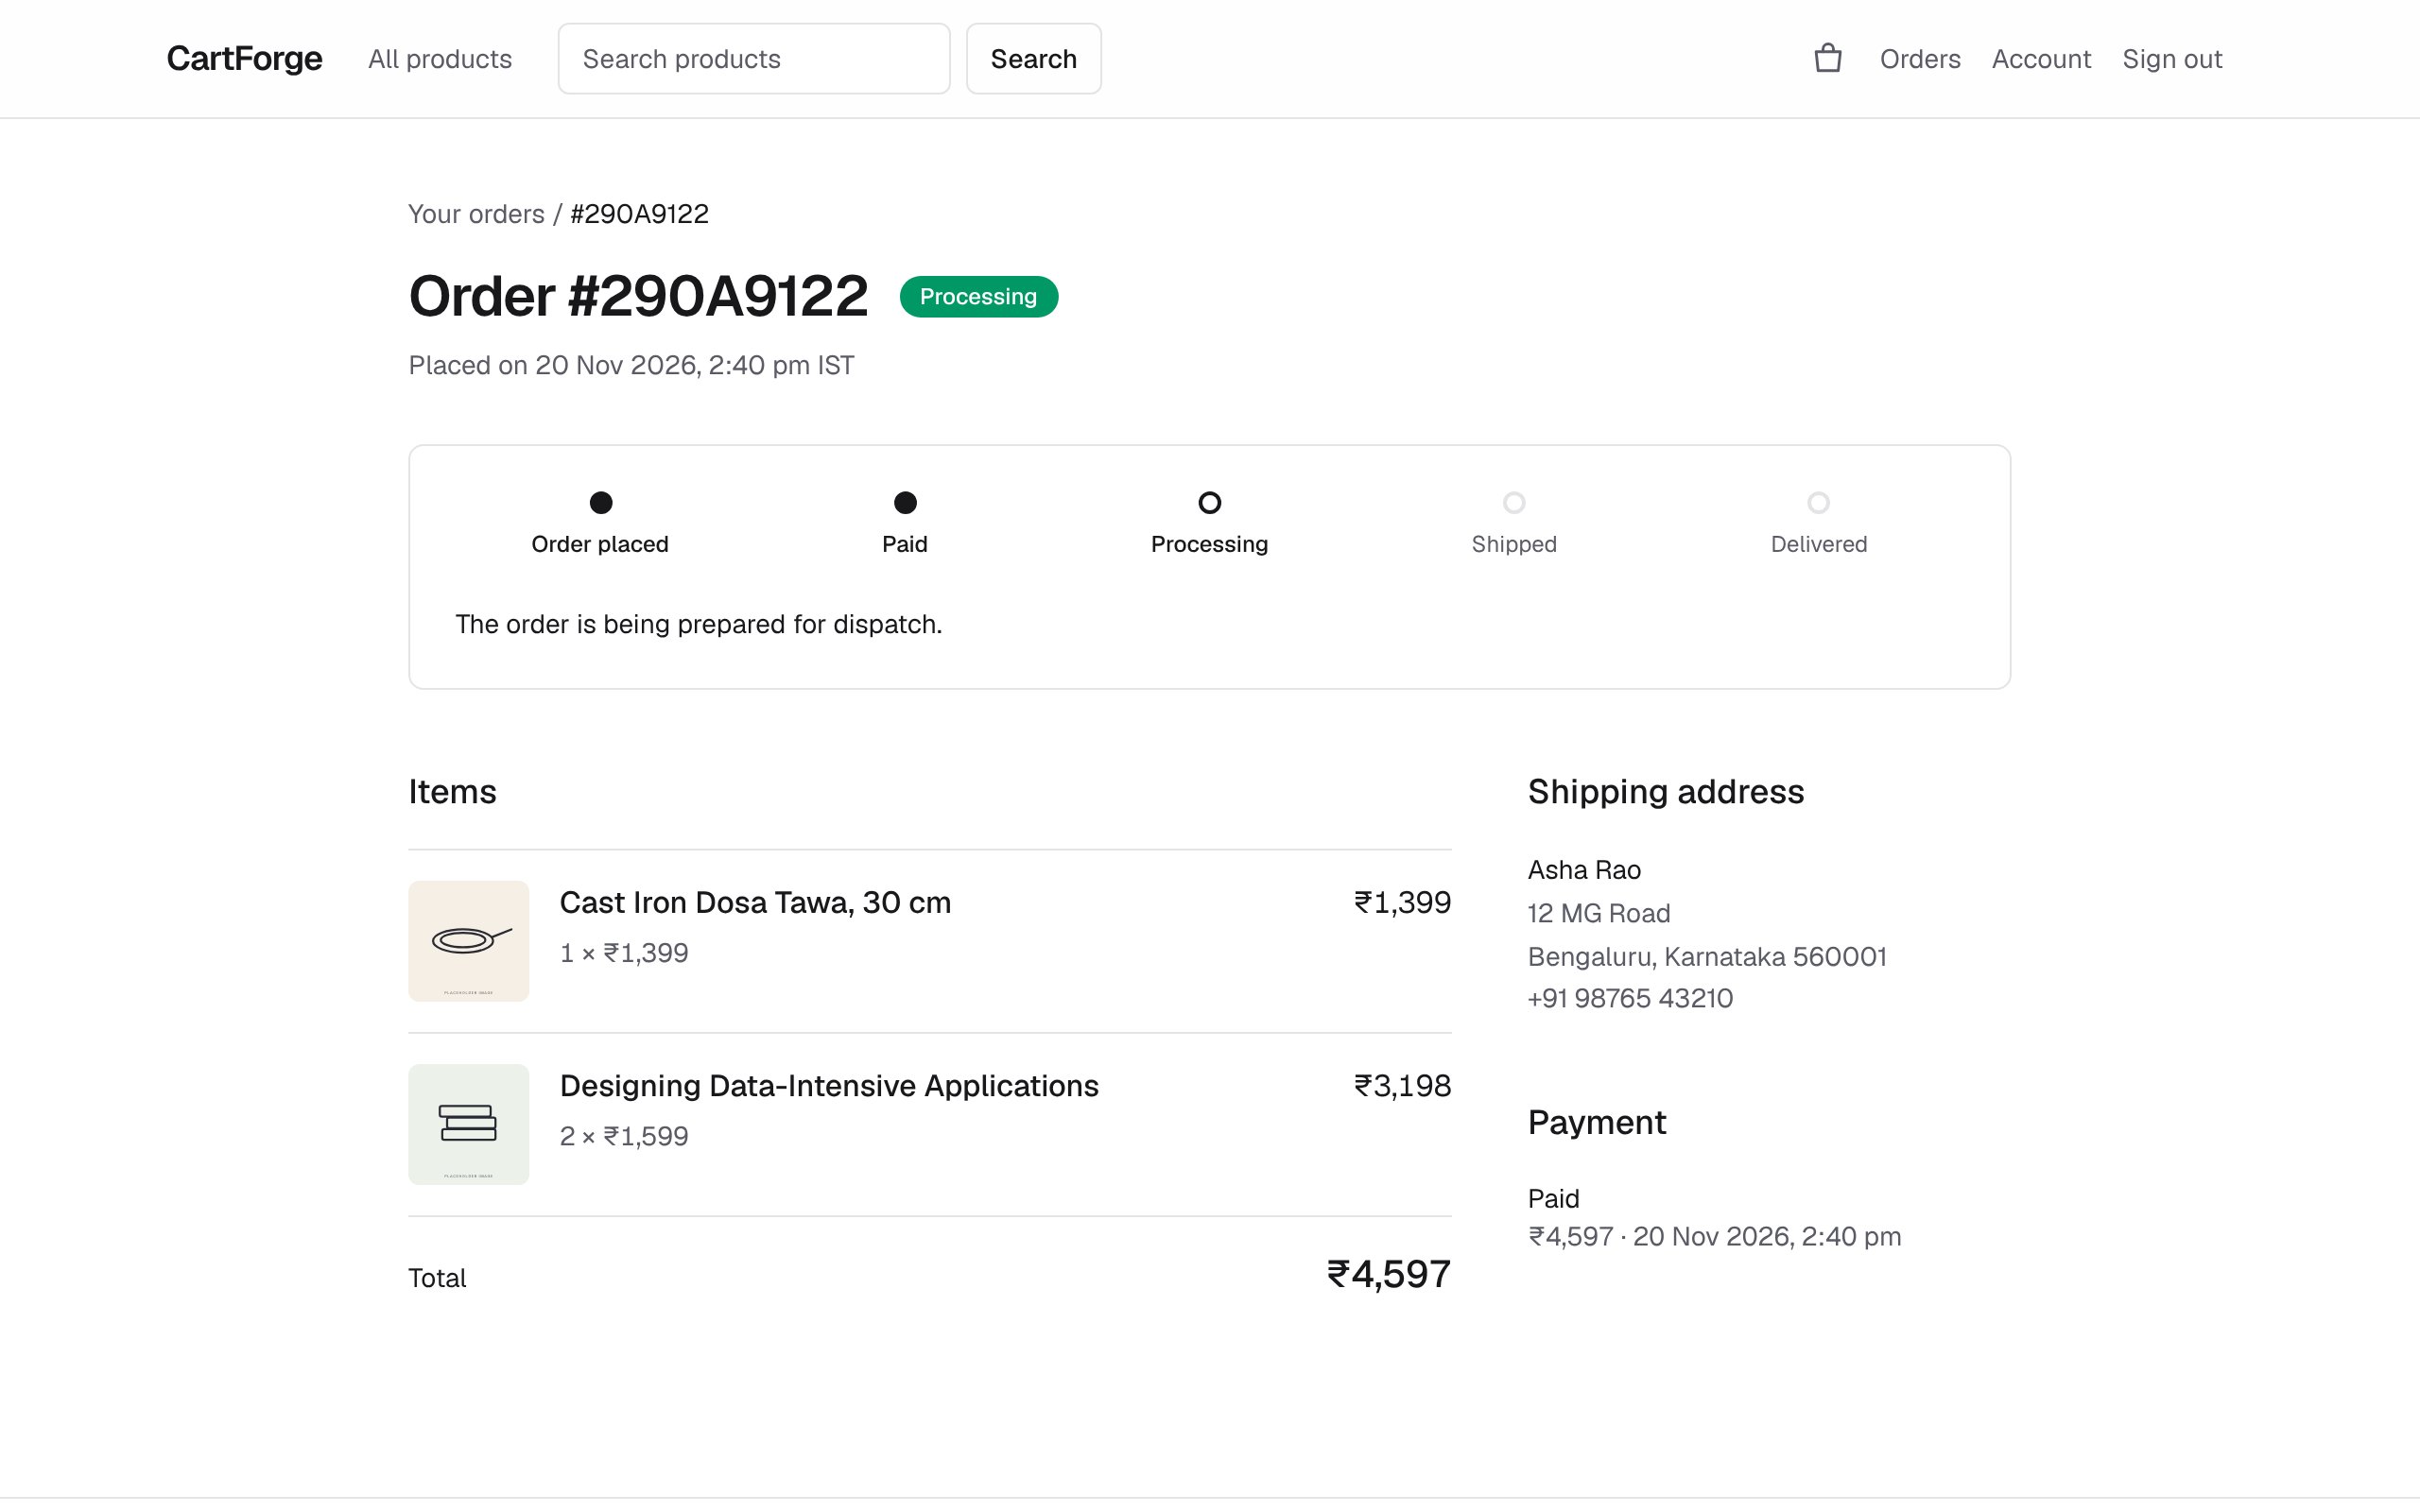 CartForge
All products
Search products
Search
Orders
Account
Sign out
Your orders / #290A9122
Order #290A9122
Processing
Placed on 20 Nov 2026, 2:40 pm IST
Order placed
Paid
Processing
Shipped
Delivered
The order is being prepared for dispatch.
Items
Cast Iron Dosa Tawa, 30 cm
₹1,399
1 × ₹1,399
PLACEHOLDER IMAGE
Designing Data-Intensive Applications
₹3,198
2 × ₹1,599
PLACEHOLDER IMAGE
Total
₹4,597
Shipping address
Asha Rao
12 MG Road
Bengaluru, Karnataka 560001
+91 98765 43210
Payment
Paid
₹4,597 · 20 Nov 2026, 2:40 pm